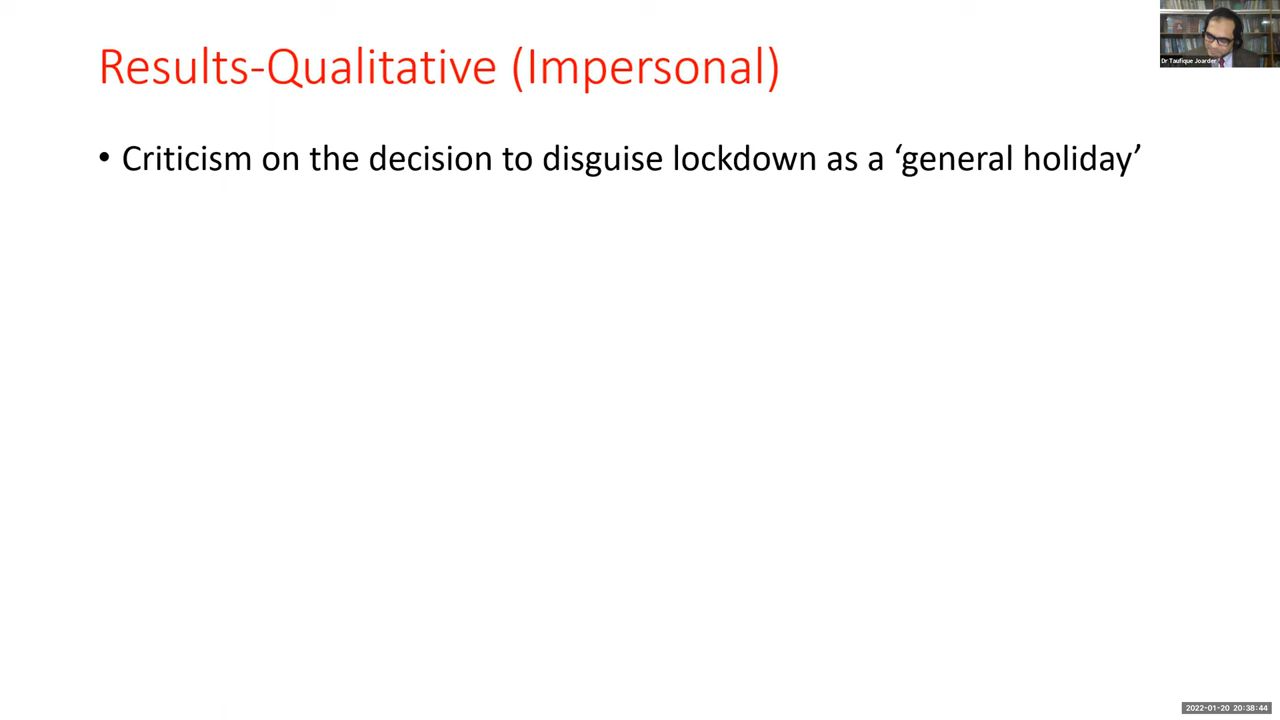 Results-Qualitative (Impersonal)
Dr Taufique Joarder
• Criticism on the decision to disguise lockdown as a ‘general holiday’
2022-01-20 20:38:44